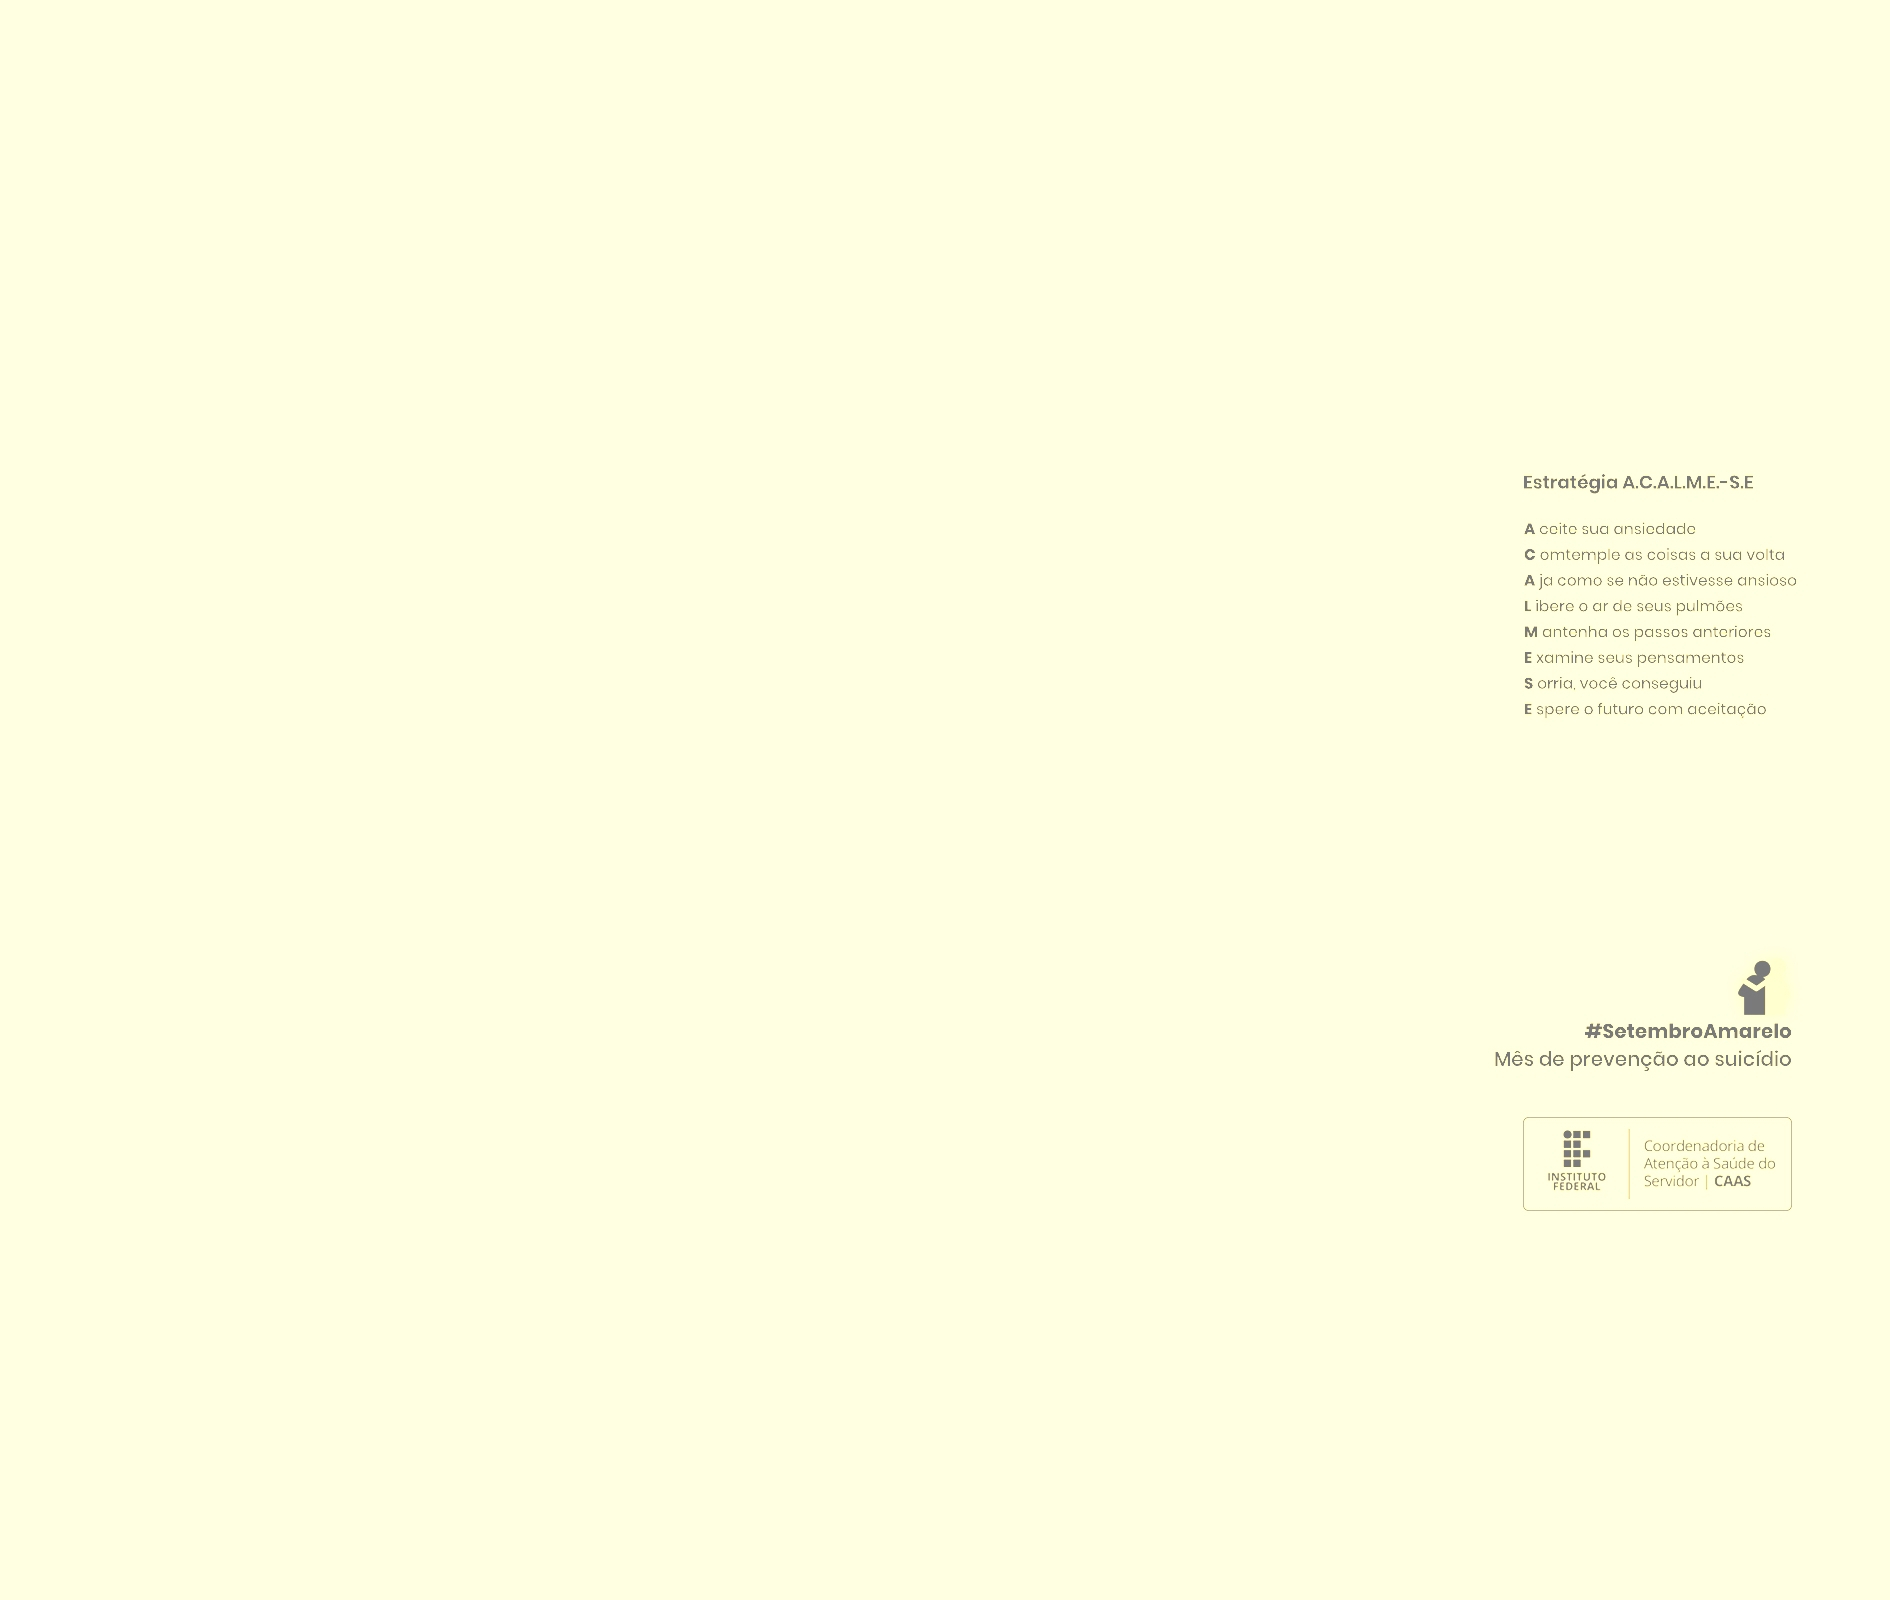 Estratégia A.C.A.L.M.E.-S.E
A ceite sua ansiedade
C omtemple as coisas a sua volta
A ja como se não estivesse ansioso
L ibere o ar de seus pulmões
M antenha os passos anteriores
E xamine seus pensamentos
S orria, você conseguiu
E spere o futuro com aceitação
#SetembroAmarelo
Mês de prevenção ao suicídio
INSTITUTO
FEDERAL
Coordenadoria de
Atenção à Saúde do
Servidor | CAAS